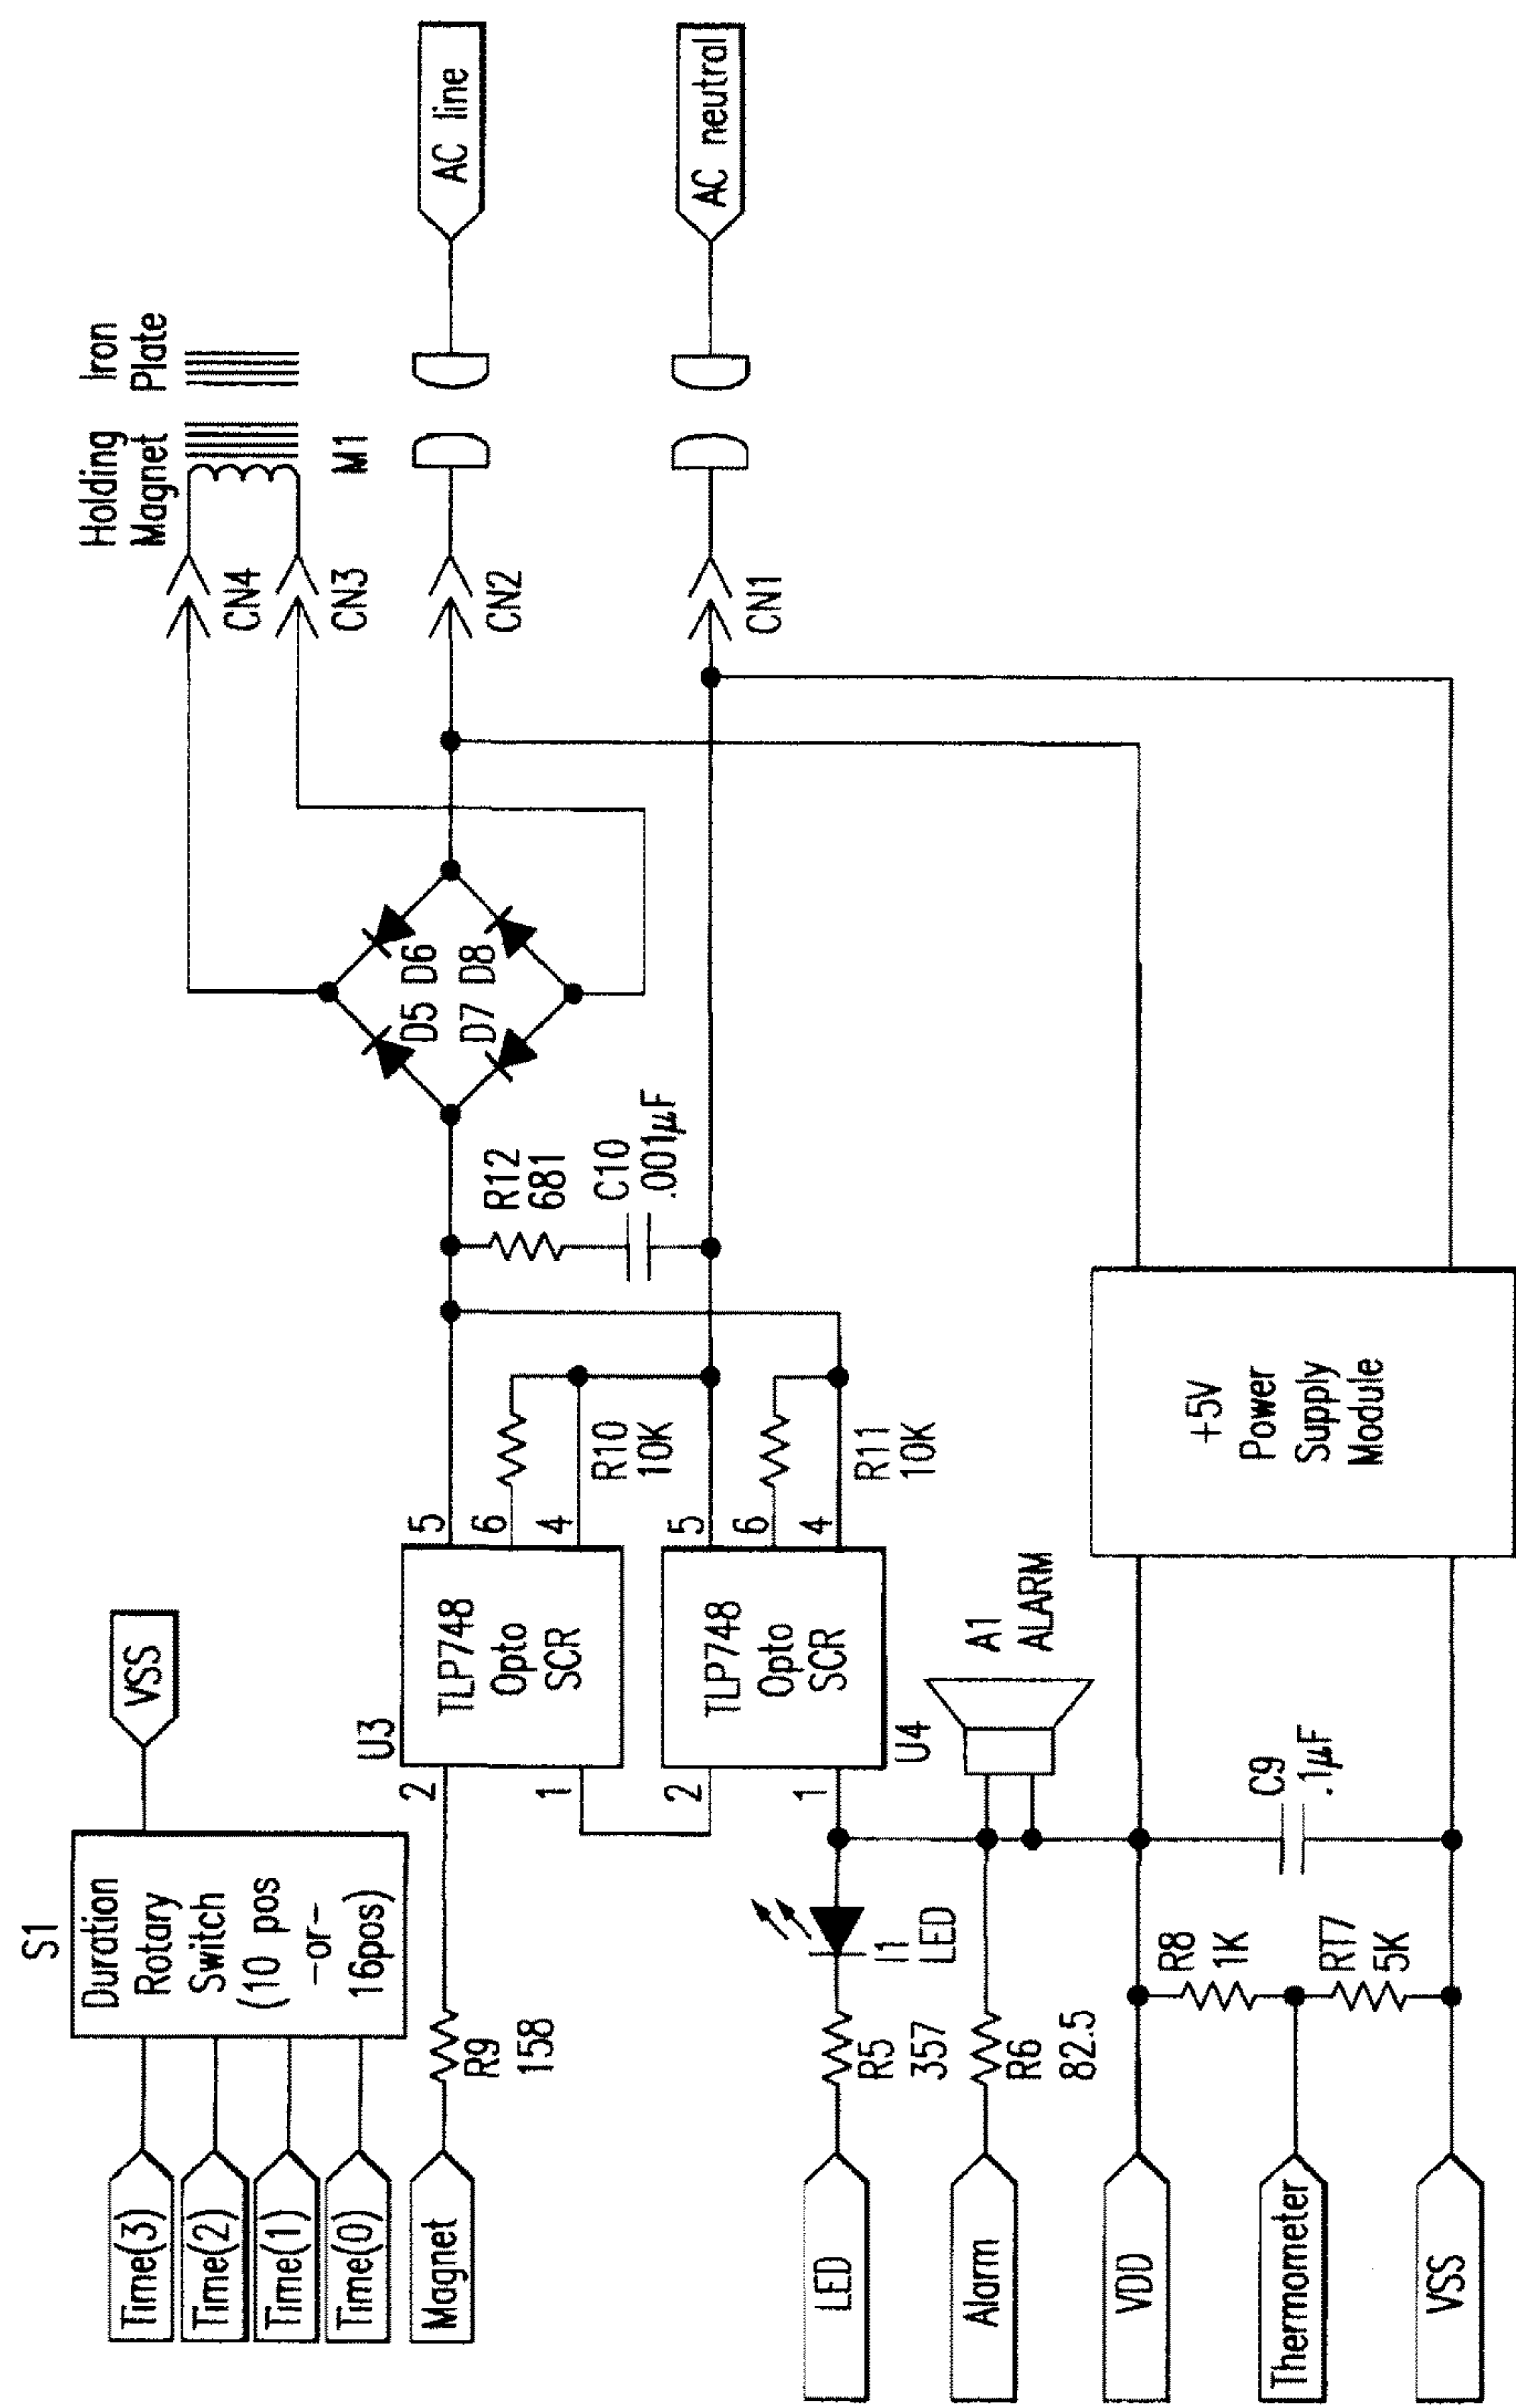 S1
Duration
Rotary
Switch
(10 pos
-or-
16pos)
VSS
Time(3)
Time(2)
Time(1)
Time(0)
Magnet
R9
158
2
1
U3
TLP748
Opto
SCR
5
6
4
R10
10K
2
1
U4
TLP748
Opto
SCR
5
6
4
R11
10K
R12
681
C10
.001µF
D5
D6
D7
D8
Holding
Magnet
Iron
Plate
M1
CN4
CN3
CN2
CN1
AC line
AC neutral
LED
R5
357
I1
LED
Alarm
R6
82.5
A1
ALARM
VDD
Thermometer
VSS
R8
1K
RT7
5K
C9
.1µF
+5V
Power
Supply
Module